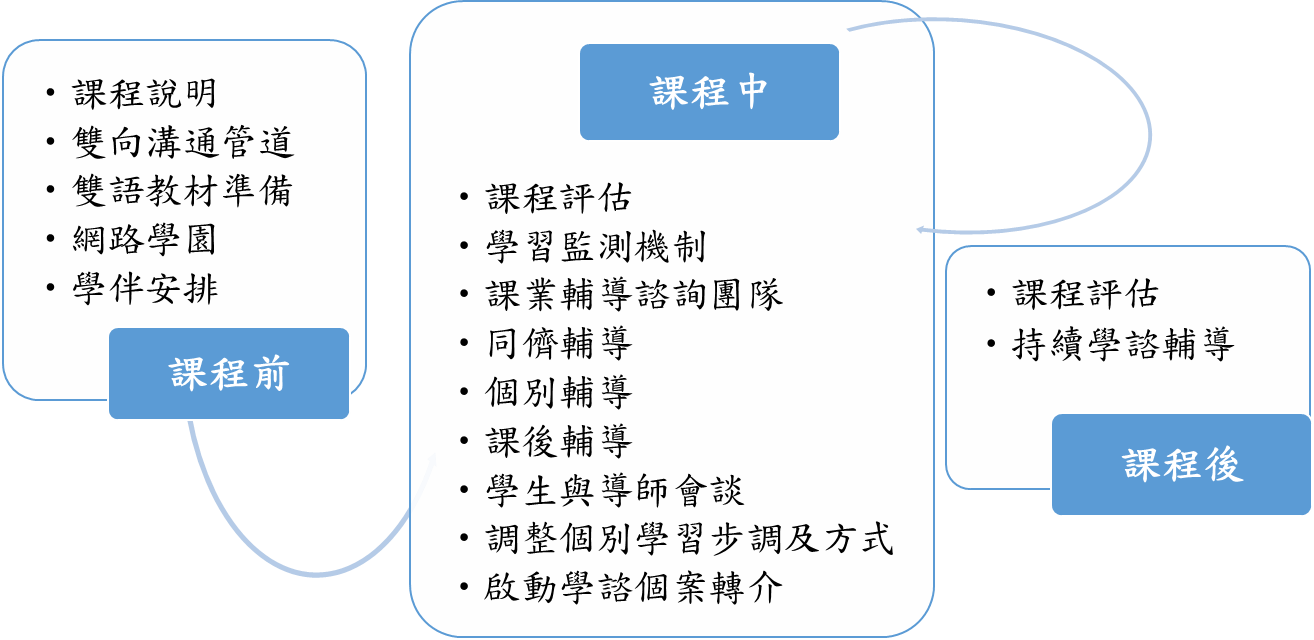 • 課程說明
• 雙向溝通管道
• 雙語教材準備
• 網路學園
• 學伴安排
課程前
課程中
• 課程評估
• 學習監測機制
• 課業輔導諮詢團隊
• 同儕輔導
• 個別輔導
• 課後輔導
• 學生與導師會談
• 調整個別學習步調及方式
• 啟動學諮個案轉介
• 課程評估
• 持續學諮輔導
課程後